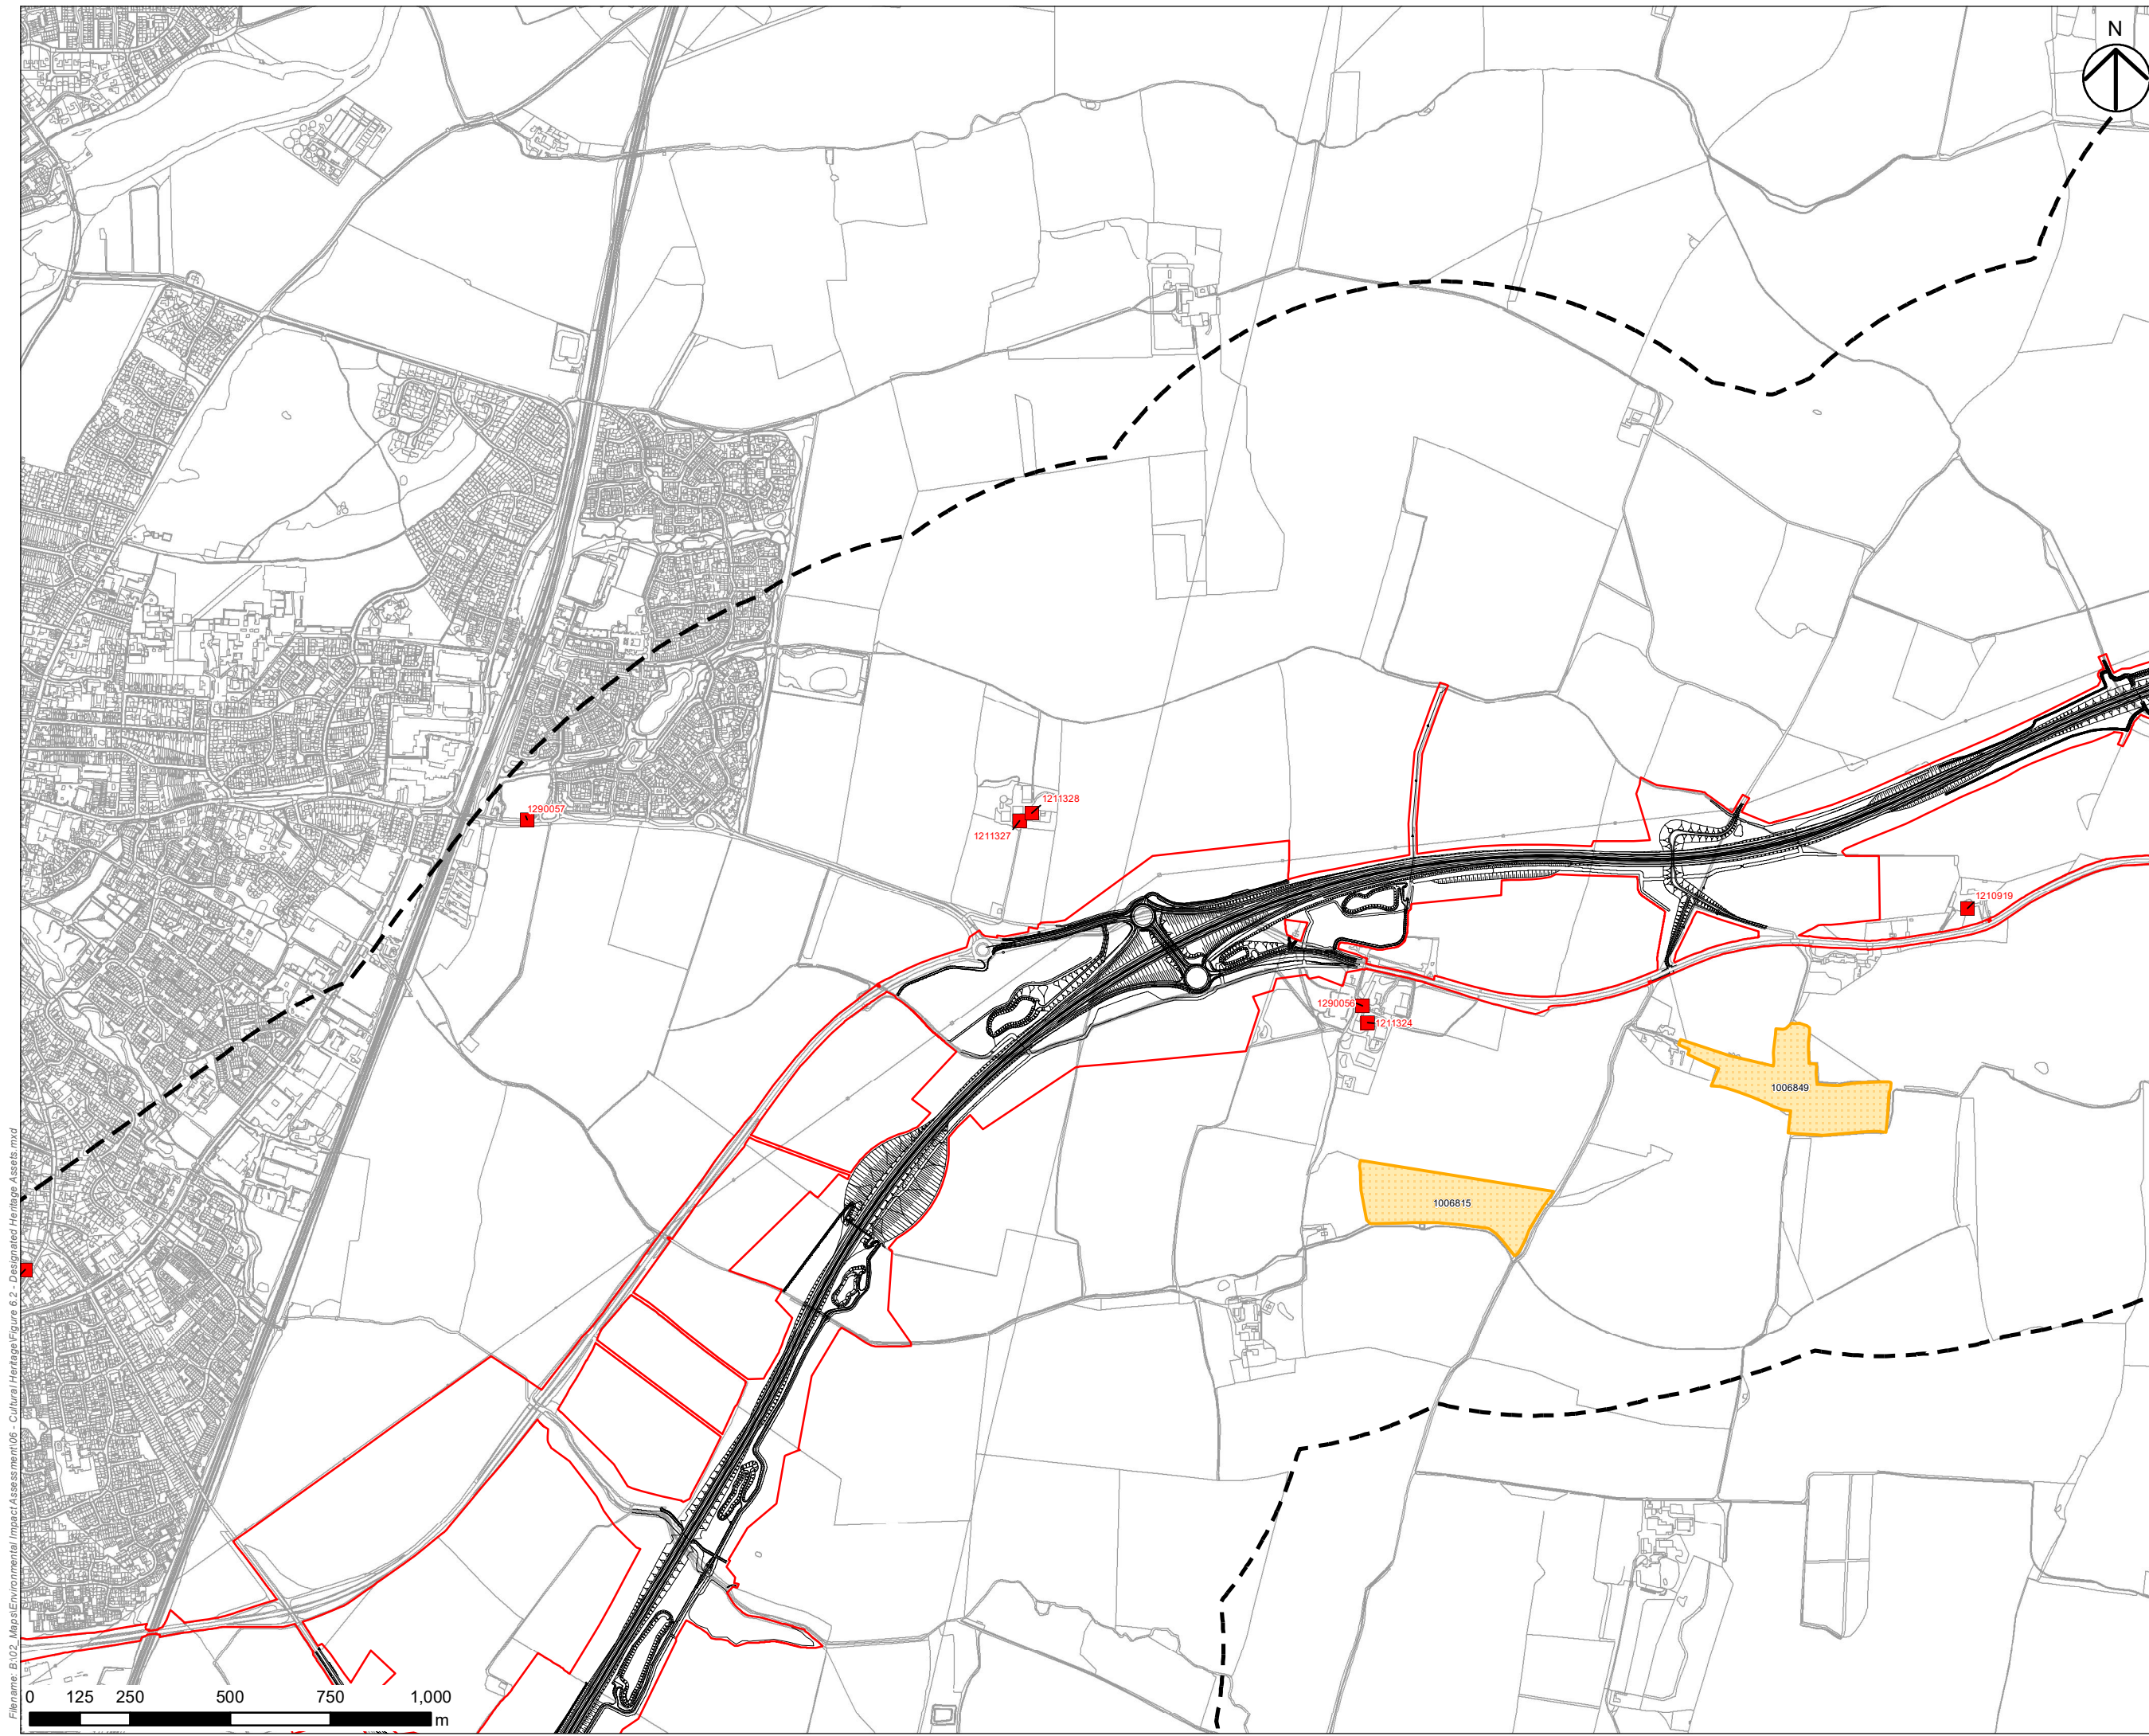 N
1290057
1211328
1211327
1210919
1290056
1211324
1006849
1006815
0 125 250 500 750 1,000
m
Filename: B:\02_Maps\Environmental Impact Assessment\06 - Cultural Heritage\Figure 6.2 - Designated Heritage Assets.mxd